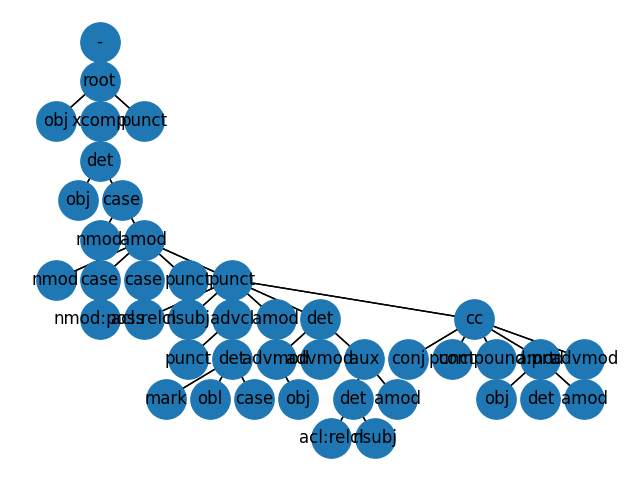 -
root
obj xcomp punct
det
obj case
nmod amod
nmod case case punct punct
nmod:poss acl:relcl nsubj advcl amod det cc
punct det advmod advmod aux conj punct compound advmod
mark obl case obj det amod obj det amod
acl:relcl nsubj